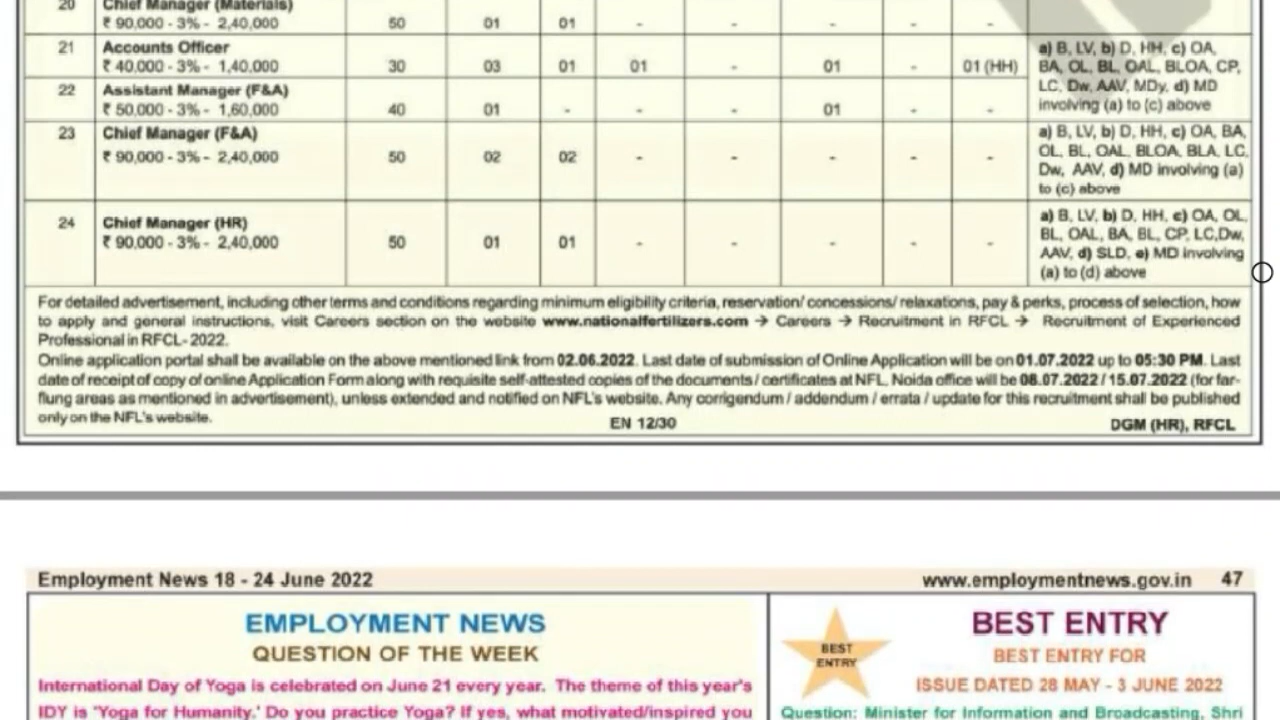 20 Chief Manager (Materials)
₹ 90,000 - 3% - 2,40,000 50 01 01 - - - - -
21 Accounts Officer
₹ 40,000 - 3% - 1,40,000 30 03 01 01 - 01 - 01 (HH)
a) B, LV, b) D, HH, c) OA,
BA, OL, BL, OAL, BLOA, CP,
LC, Dw, AAV, MDy, d) MD
involving (a) to (c) above
22 Assistant Manager (F&A)
₹ 50,000 - 3% - 1,60,000 40 01 - - - 01 - -
23 Chief Manager (F&A)
₹ 90,000 - 3% - 2,40,000 50 02 02 - - - - -
a) B, LV, b) D, HH, c) OA, BA,
OL, BL, OAL, BLOA, BLA, LC,
Dw, AAV, d) MD involving (a)
to (c) above
24 Chief Manager (HR)
₹ 90,000 - 3% - 2,40,000 50 01 01 - - - - -
a) B, LV, b) D, HH, c) OA, OL,
BL, OAL, BA, BL, CP, LC,Dw,
AAV, d) SLD, e) MD involving
(a) to (d) above
For detailed advertisement, including other terms and conditions regarding minimum eligibility criteria, reservation/ concessions/ relaxations, pay & perks, process of selection, how
to apply and general instructions, visit Careers section on the website www.nationalfertilizers.com → Careers → Recruitment in RFCL → Recruitment of Experienced
Professional in RFCL- 2022.
Online application portal shall be available on the above mentioned link from 02.06.2022. Last date of submission of Online Application will be on 01.07.2022 up to 05:30 PM. Last
date of receipt of copy of online Application Form along with requisite self-attested copies of the documents / certificates at NFL, Noida office will be 08.07.2022 / 15.07.2022 (for far-
flung areas as mentioned in advertisement), unless extended and notified on NFL's website. Any corrigendum / addendum / errata / update for this recruitment shall be published
only on the NFL's website.
EN 12/30 DGM (HR), RFCL
Employment News 18 - 24 June 2022 www.employmentnews.gov.in 47
EMPLOYMENT NEWS
QUESTION OF THE WEEK
International Day of Yoga is celebrated on June 21 every year. The theme of this year's
IDY is 'Yoga for Humanity.' Do you practice Yoga? If yes, what motivated/inspired you
BEST
ENTRY
BEST ENTRY
BEST ENTRY FOR
ISSUE DATED 28 MAY - 3 JUNE 2022
Question: Minister for Information and Broadcasting, Shri